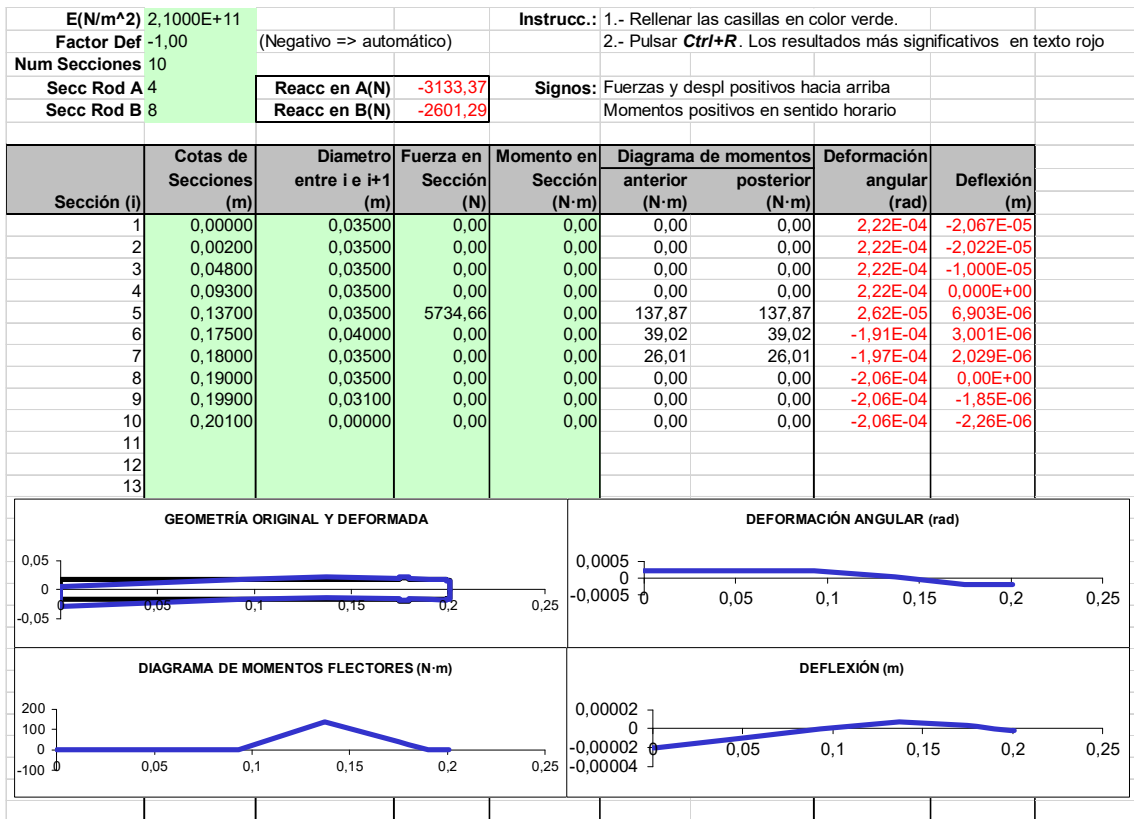 E(N/m^2) 2,1000E+11 Instrucc.: 1.- Rellenar las casillas en color verde.
Factor Def -1,00 (Negativo => automático) 2.- Pulsar Ctrl+R. Los resultados más significativos en texto rojo
Num Secciones 10
Secc Rod A 4 Reacc en A(N) -3133,37 Signos: Fuerzas y despl positivos hacia arriba
Secc Rod B 8 Reacc en B(N) -2601,29 Momentos positivos en sentido horario
Cotas de Diametro Fuerza en Momento en Diagrama de momentos Deformación
Secciones entre i e i+1 Sección Sección anterior posterior angular Deflexión
Sección (i) (m) (m) (N) (N·m) (N·m) (N·m) (rad) (m)
1 0,00000 0,03500 0,00 0,00 0,00 0,00 2,22E-04 -2,067E-05
2 0,00200 0,03500 0,00 0,00 0,00 0,00 2,22E-04 -2,022E-05
3 0,04800 0,03500 0,00 0,00 0,00 0,00 2,22E-04 -1,000E-05
4 0,09300 0,03500 0,00 0,00 0,00 0,00 2,22E-04 0,000E+00
5 0,13700 0,03500 5734,66 0,00 137,87 137,87 2,62E-05 6,903E-06
6 0,17500 0,04000 0,00 0,00 39,02 39,02 -1,91E-04 3,001E-06
7 0,18000 0,03500 0,00 0,00 26,01 26,01 -1,97E-04 2,029E-06
8 0,19000 0,03500 0,00 0,00 0,00 0,00 -2,06E-04 0,00E+00
9 0,19900 0,03100 0,00 0,00 0,00 0,00 -2,06E-04 -1,85E-06
10 0,20100 0,00000 0,00 0,00 0,00 0,00 -2,06E-04 -2,26E-06
11
12
13
GEOMETRÍA ORIGINAL Y DEFORMADA
0,05
0
-0,05
0 0,05 0,1 0,15 0,2 0,25
DEFORMACIÓN ANGULAR (rad)
0,0005
0
-0,0005
0 0,05 0,1 0,15 0,2 0,25
DIAGRAMA DE MOMENTOS FLECTORES (N·m)
200
100
0
-100
0 0,05 0,1 0,15 0,2 0,25
DEFLEXIÓN (m)
0,00002
0
-0,00002
-0,00004
0 0,05 0,1 0,15 0,2 0,25